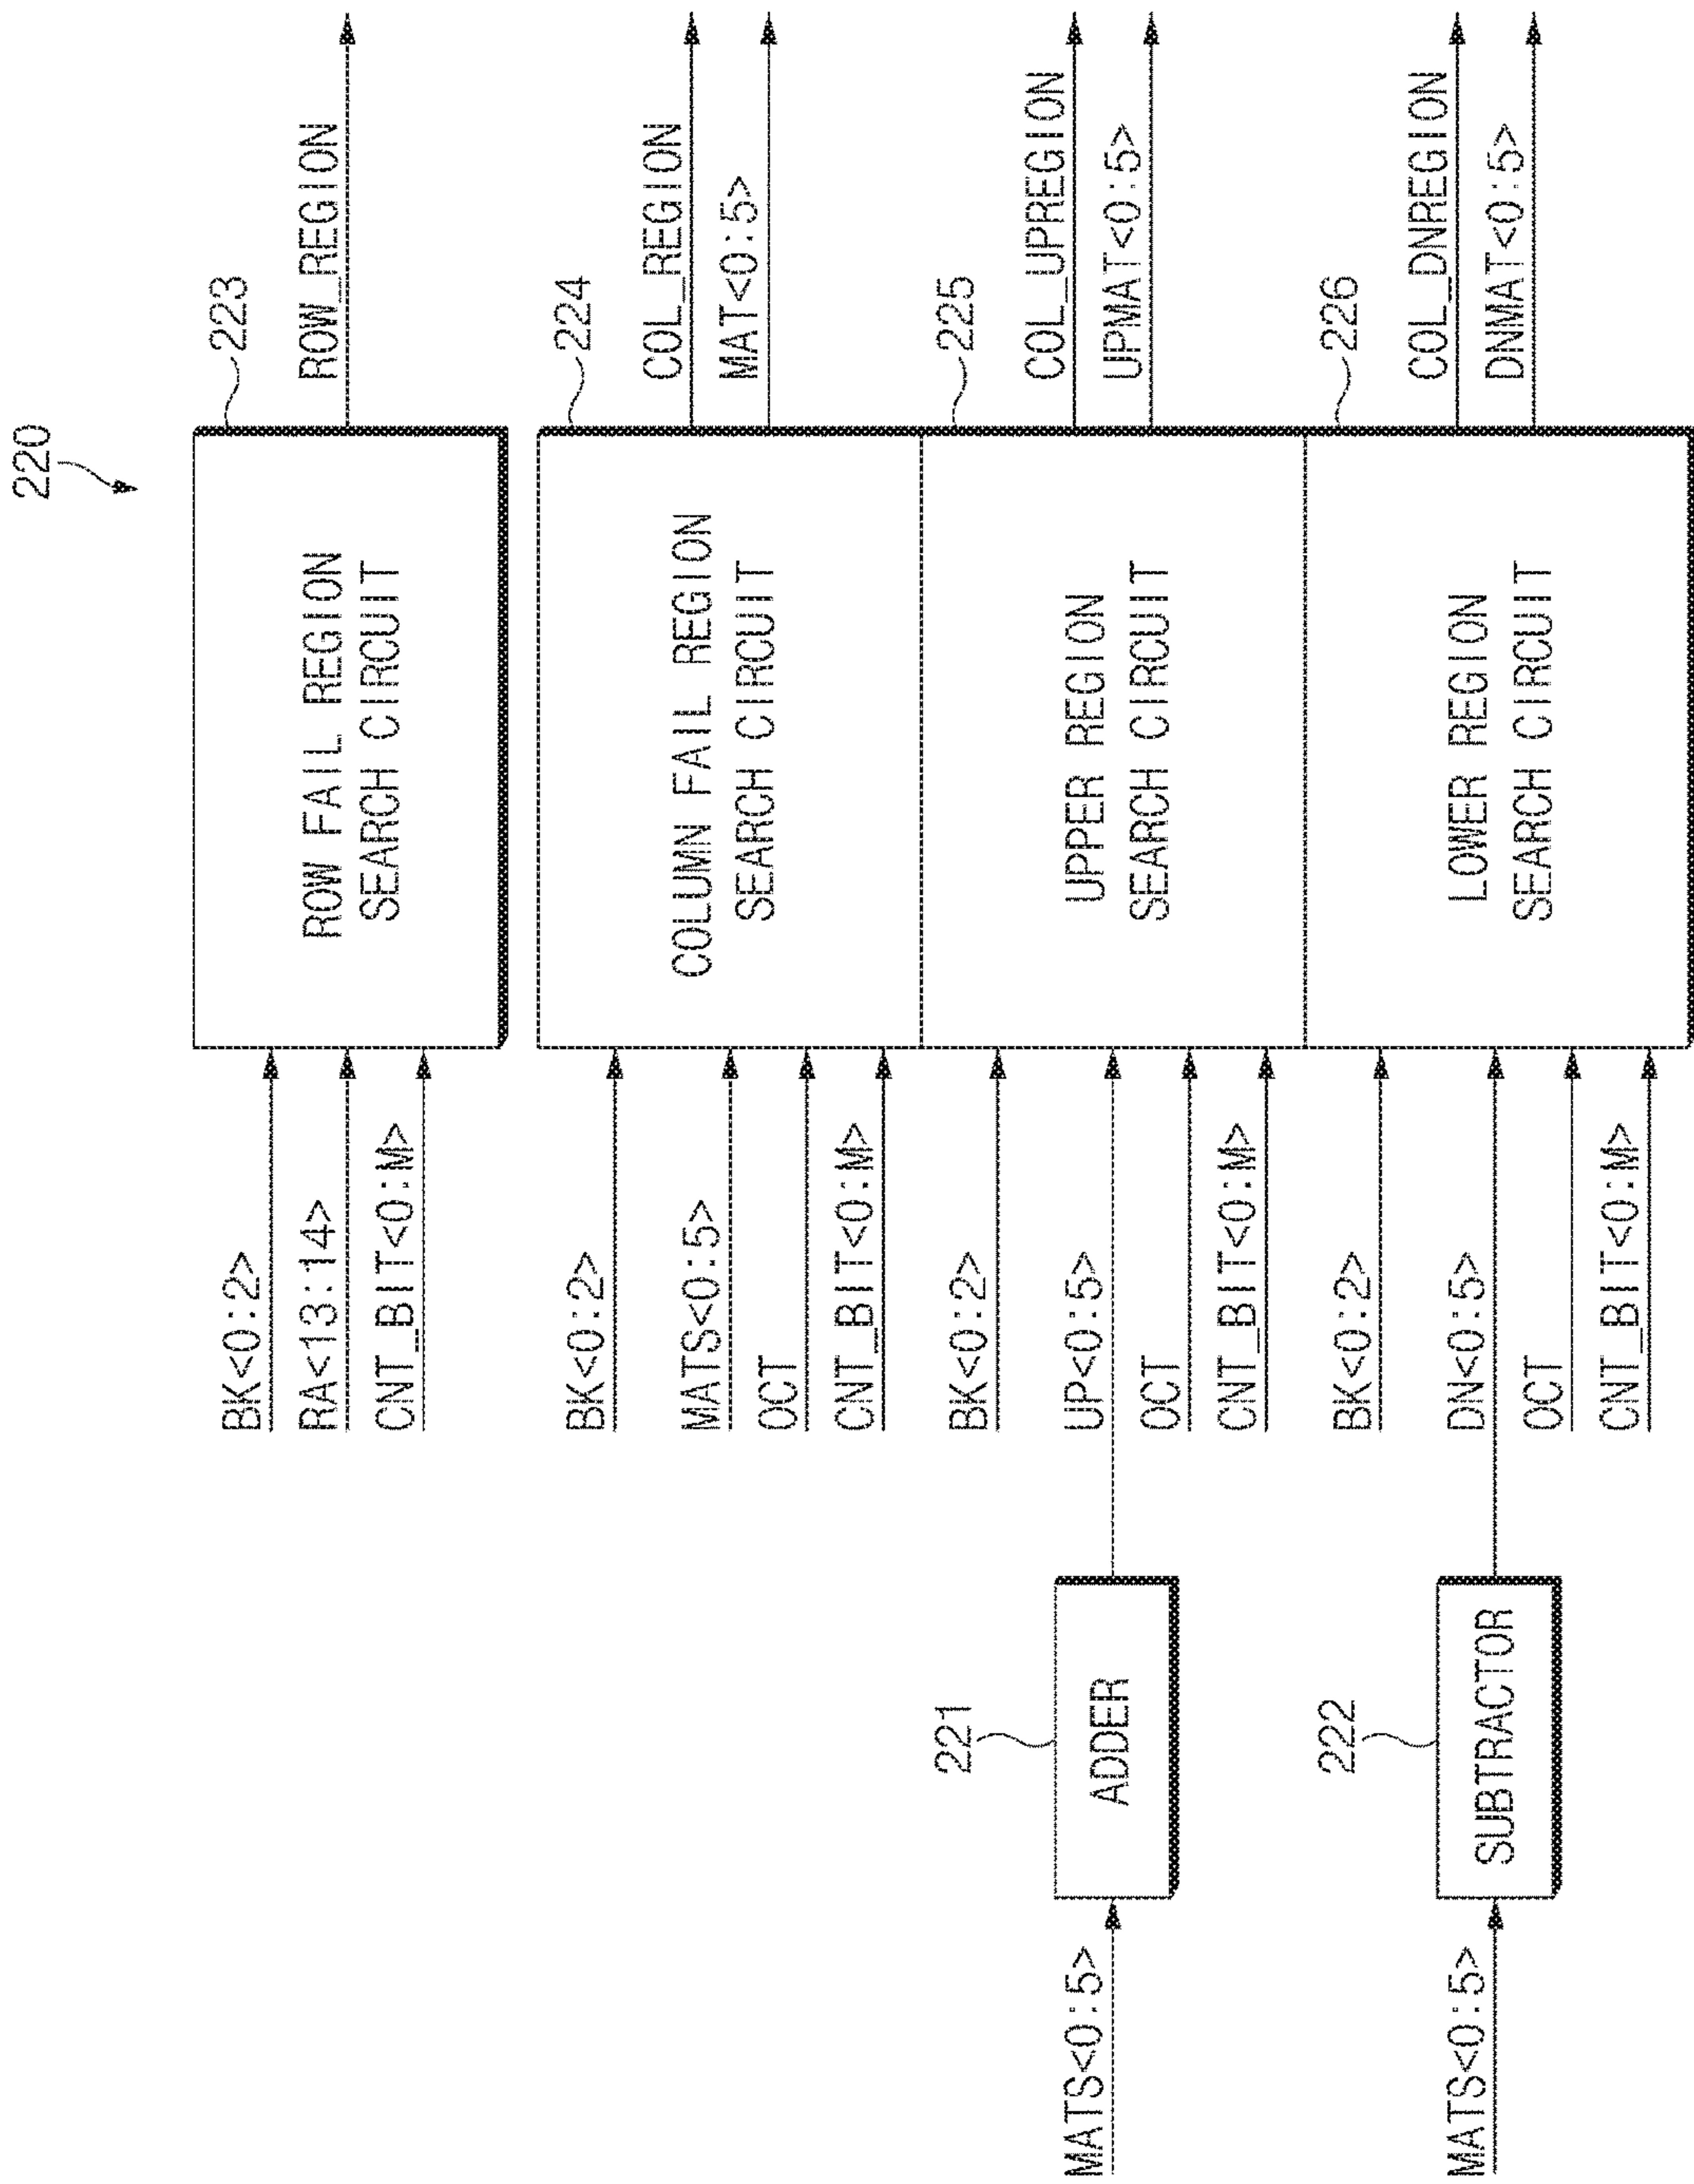 220
223
BK<0:2>
RA<13:14>
CNT_BIT<0:M>
ROW FAIL REGION
SEARCH CIRCUIT
ROW_REGION
224
BK<0:2>
MATS<0:5>
OCT
CNT_BIT<0:M>
COLUMN FAIL REGION
SEARCH CIRCUIT
COL_REGION
MAT<0:5>
221
MATS<0:5>
ADDER
225
BK<0:2>
UP<0:5>
OCT
CNT_BIT<0:M>
UPPER REGION
SEARCH CIRCUIT
COL_UPREGION
UPMAT<0:5>
222
MATS<0:5>
SUBTRACTOR
226
BK<0:2>
DN<0:5>
OCT
CNT_BIT<0:M>
LOWER REGION
SEARCH CIRCUIT
COL_DNREGION
DNMAT<0:5>